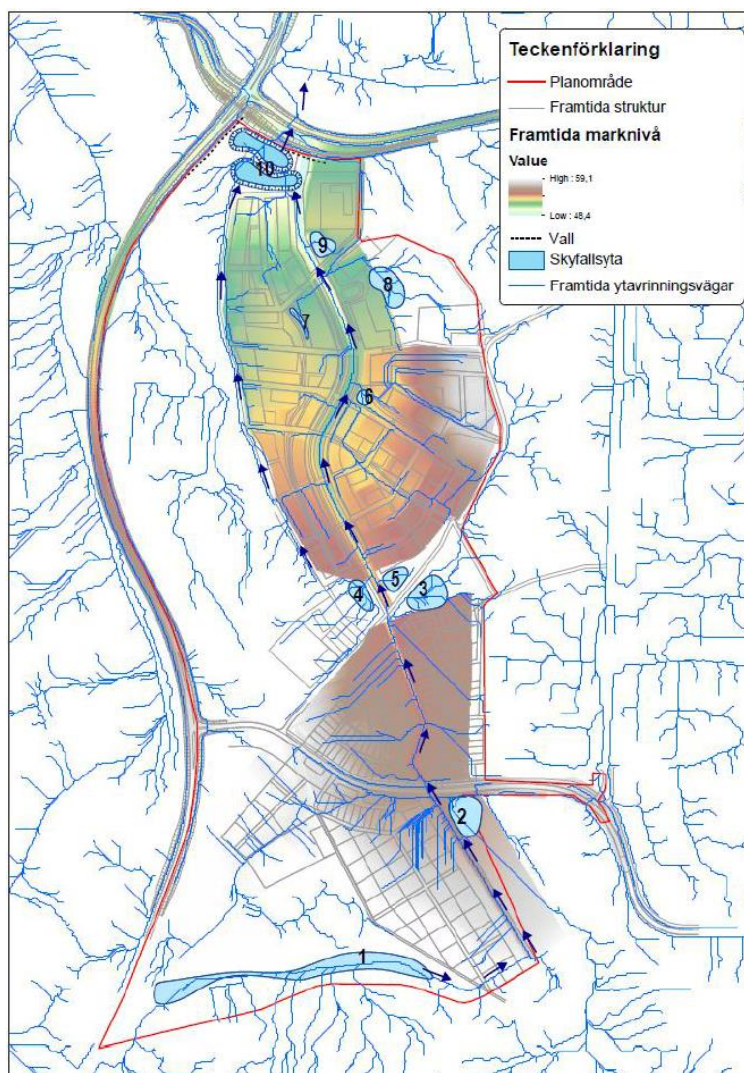 Teckenförklaring
Planområde
Framtida struktur
Framtida marknivå
Value
High : 59,1
Low : 48,4
Vall
Skyfallsyta
Framtida ytavrinningsvägar
10
9
8
7
6
5
4
3
2
1